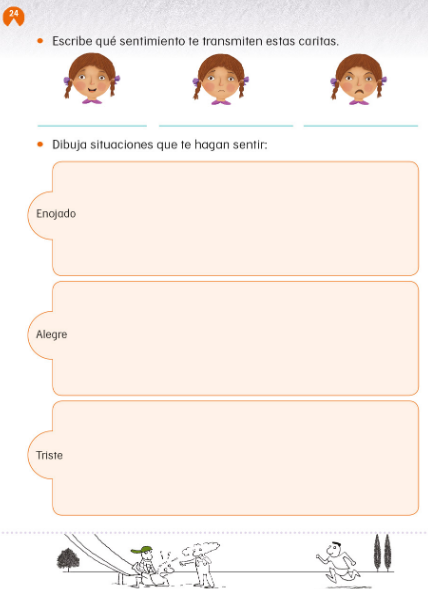 24
Escribe qué sentimiento te transmiten estas caritas.
Dibuja situaciones que te hagan sentir:
Enojado
Alegre
Triste